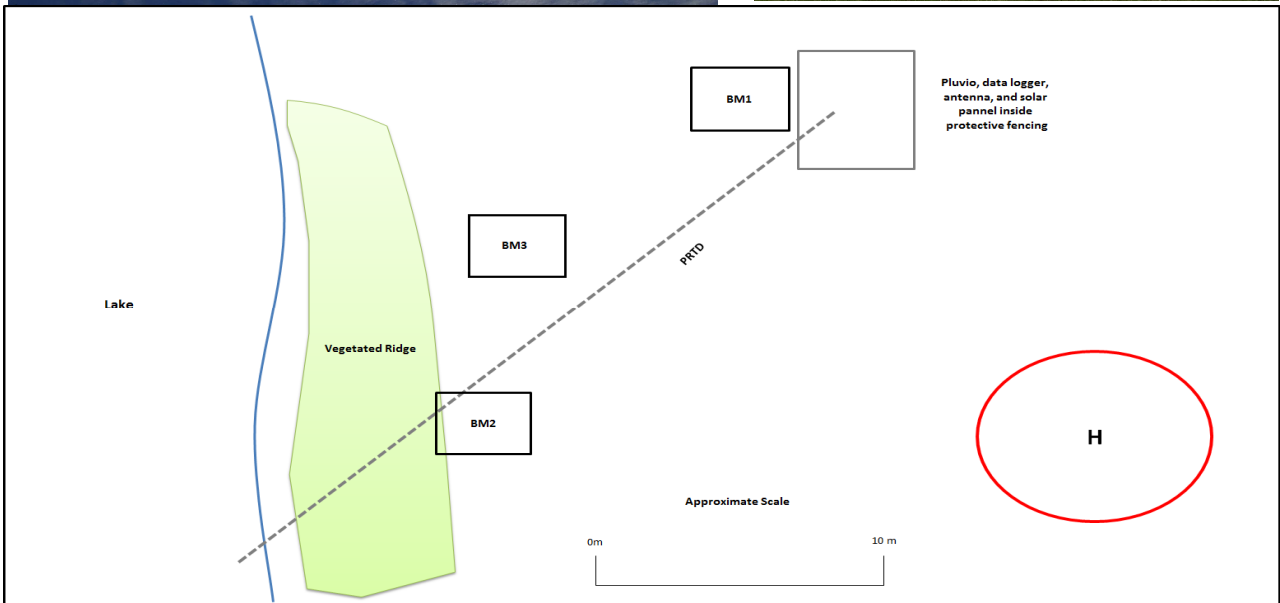 BM1
Pluvio, data logger,
antenna, and solar
pannel inside
protective fencing
BM3
PRTD
Lake
Vegetated Ridge
BM2
H
Approximate Scale
0m
10 m